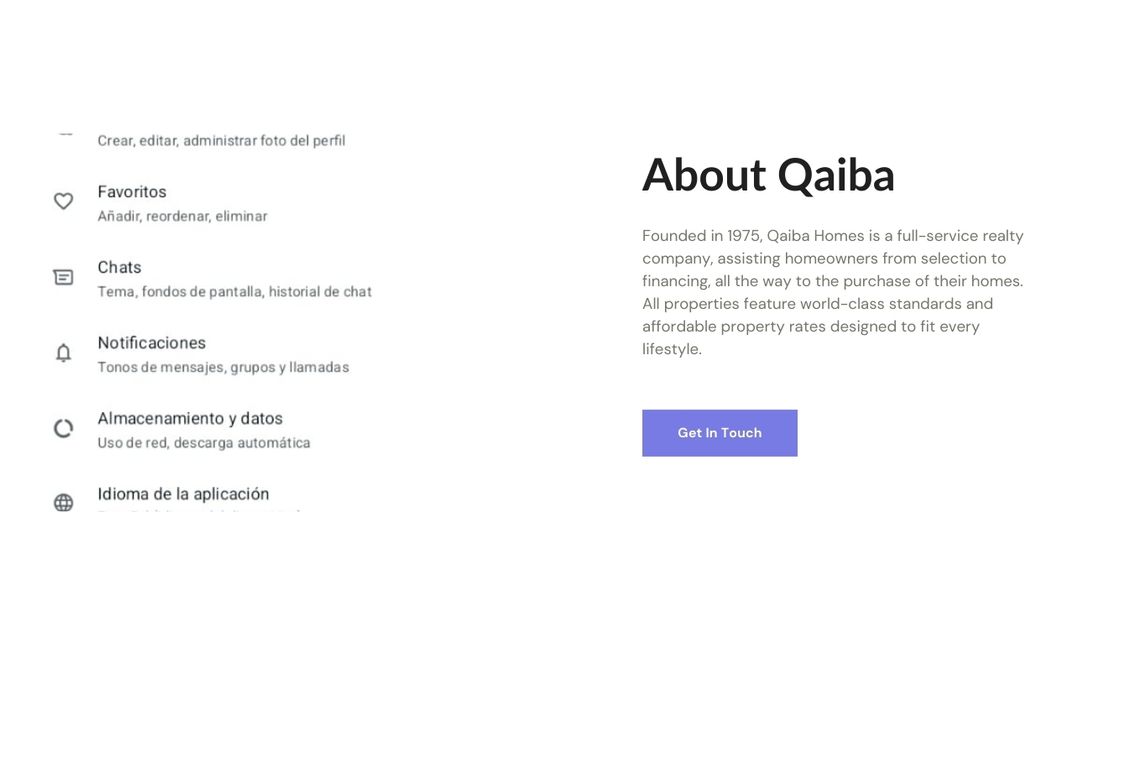 Crear, editar, administrar foto del perfil
Favoritos
Añadir, reordenar, eliminar
Chats
Tema, fondos de pantalla, historial de chat
Notificaciones
Tonos de mensajes, grupos y llamadas
Almacenamiento y datos
Uso de red, descarga automática
Idioma de la aplicación
About Qaiba
Founded in 1975, Qaiba Homes is a full-service realty
company, assisting homeowners from selection to
financing, all the way to the purchase of their homes.
All properties feature world-class standards and
affordable property rates designed to fit every
lifestyle.
Get In Touch